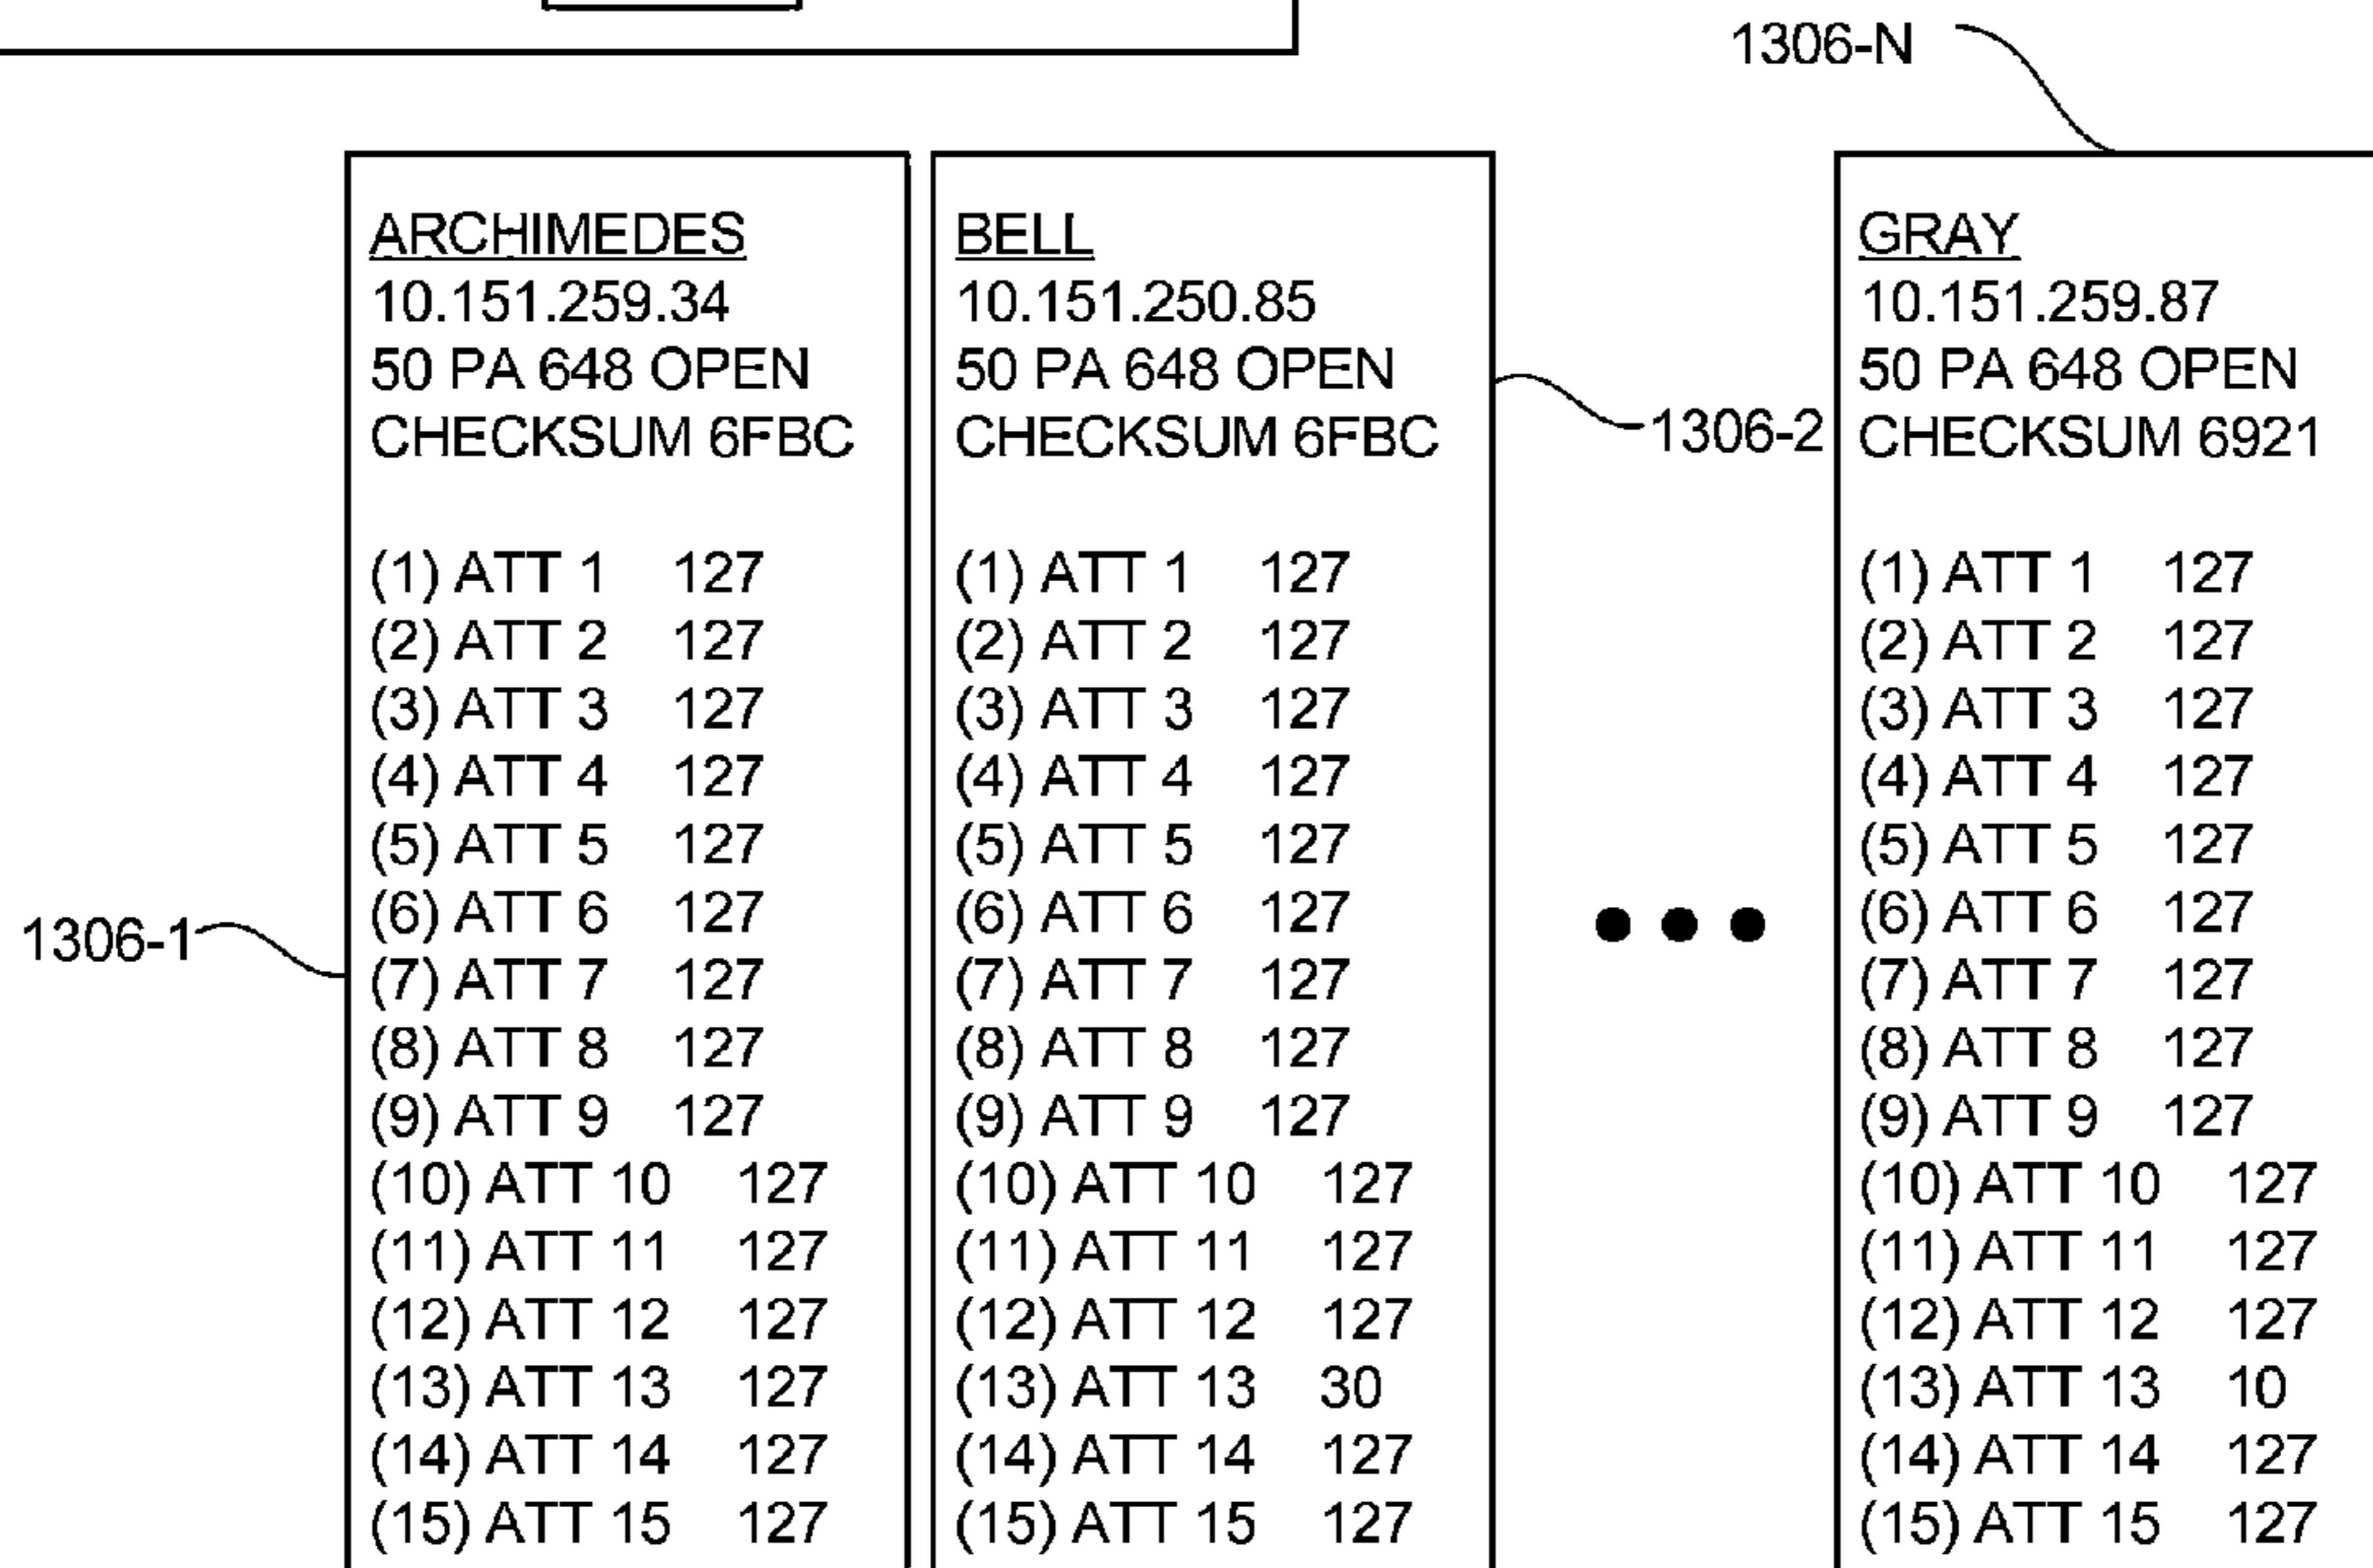 1306-N
ARCHIMEDES
10.151.259.34
50 PA 648 OPEN
CHECKSUM 6FBC
(1) ATT 1 127
(2) ATT 2 127
(3) ATT 3 127
(4) ATT 4 127
(5) ATT 5 127
(6) ATT 6 127
(7) ATT 7 127
(8) ATT 8 127
(9) ATT 9 127
(10) ATT 10 127
(11) ATT 11 127
(12) ATT 12 127
(13) ATT 13 127
(14) ATT 14 127
(15) ATT 15 127
1306-1
BELL
10.151.250.85
50 PA 648 OPEN
CHECKSUM 6FBC
(1) ATT 1 127
(2) ATT 2 127
(3) ATT 3 127
(4) ATT 4 127
(5) ATT 5 127
(6) ATT 6 127
(7) ATT 7 127
(8) ATT 8 127
(9) ATT 9 127
(10) ATT 10 127
(11) ATT 11 127
(12) ATT 12 127
(13) ATT 13 30
(14) ATT 14 127
(15) ATT 15 127
1306-2
GRAY
10.151.259.87
50 PA 648 OPEN
CHECKSUM 6921
(1) ATT 1 127
(2) ATT 2 127
(3) ATT 3 127
(4) ATT 4 127
(5) ATT 5 127
(6) ATT 6 127
(7) ATT 7 127
(8) ATT 8 127
(9) ATT 9 127
(10) ATT 10 127
(11) ATT 11 127
(12) ATT 12 127
(13) ATT 13 10
(14) ATT 14 127
(15) ATT 15 127